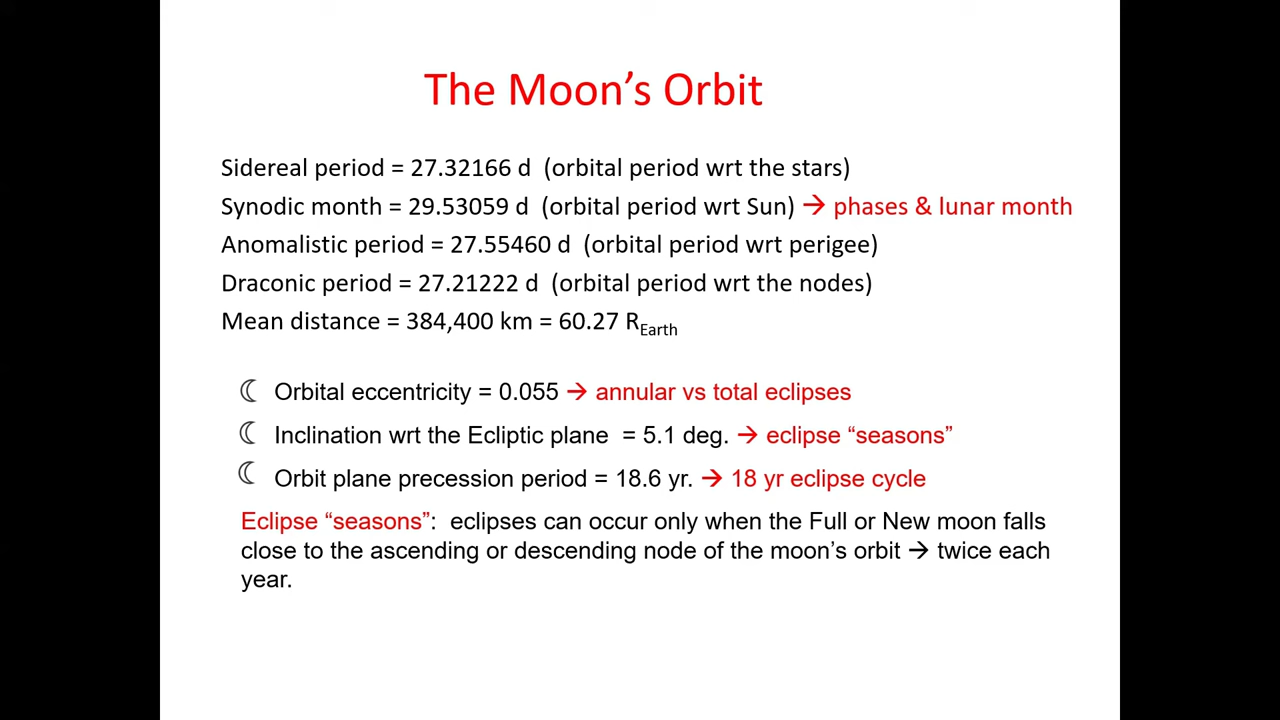 The Moon’s Orbit
Sidereal period = 27.32166 d  (orbital period wrt the stars)
Synodic month = 29.53059 d  (orbital period wrt Sun) → phases & lunar month
Anomalistic period = 27.55460 d  (orbital period wrt perigee)
Draconic period = 27.21222 d  (orbital period wrt the nodes)
Mean distance = 384,400 km = 60.27 REarth
Orbital eccentricity = 0.055 → annular vs total eclipses
Inclination wrt the Ecliptic plane  = 5.1 deg. → eclipse “seasons”
Orbit plane precession period = 18.6 yr. → 18 yr eclipse cycle
Eclipse “seasons”:  eclipses can occur only when the Full or New moon falls
close to the ascending or descending node of the moon’s orbit → twice each
year.